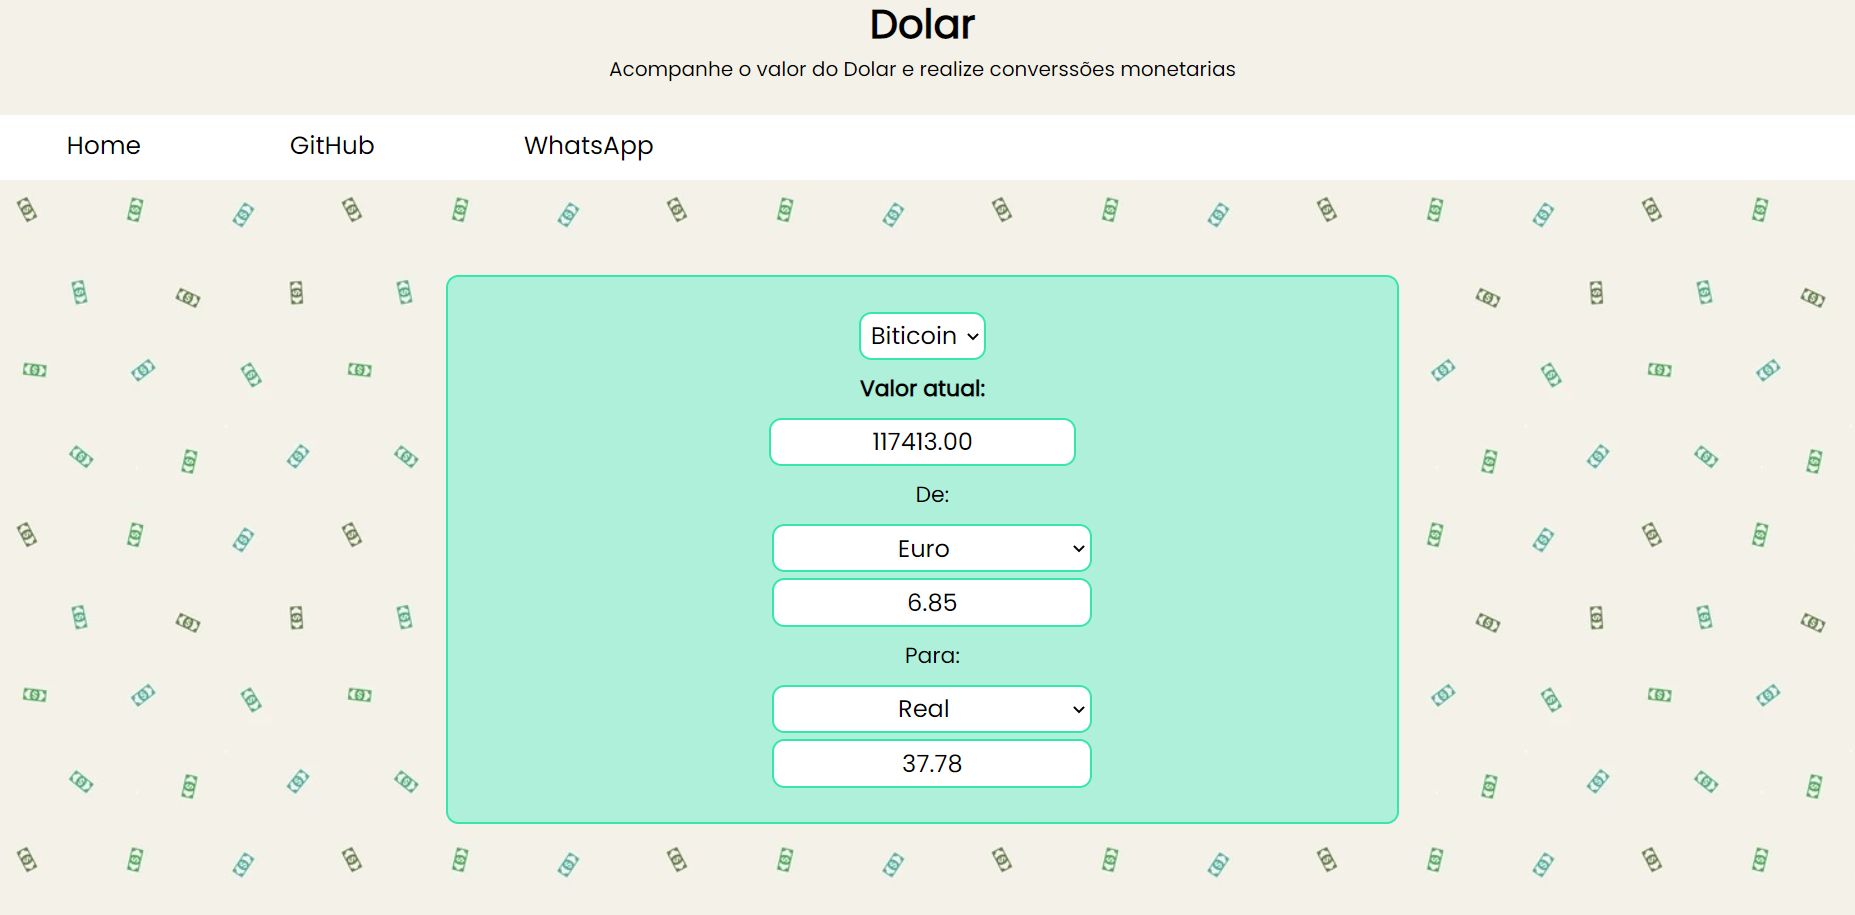 Dolar
Acompanhe o valor do Dolar e realize converssões monetarias
Home GitHub WhatsApp
Biticoin
Valor atual:
117413.00
De:
Euro
6.85
Para:
Real
37.78